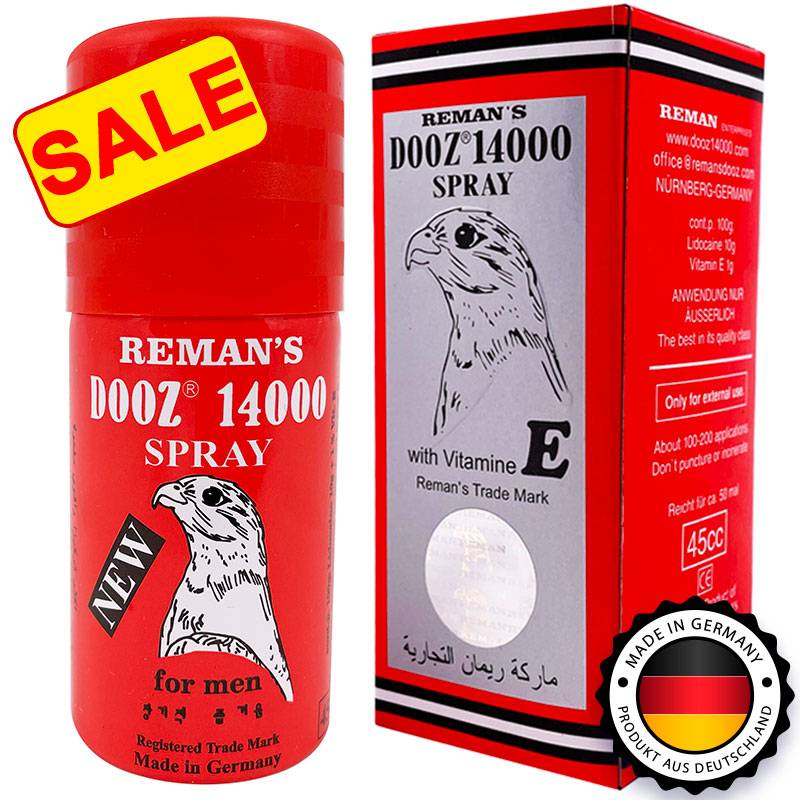 SALE
REMAN'S
DOOZ® 14000
SPRAY
NEW
for men
Registered Trade Mark
Made in Germany
REMAN'S
DOOZ® 14000
SPRAY
with Vitamine E
Reman's Trade Mark
ماركة ريمان التجارية
REMAN ENTERPRISES
www.dooz14000.com
office@remansdooz.com
NÜRNBERG-GERMANY
cont.p. 100g.
Lidocaine 10g
Vitamin E 1g
ANWENDUNG NUR
ÄUSSERLICH
The best in its quality class
Only for external use.
About 100-200 applications.
Don't puncture or incinerate
Reicht für ca. 50 mal
45cc
CE
Product of
MADE IN GERMANY
PRODUKT AUS DEUTSCHLAND